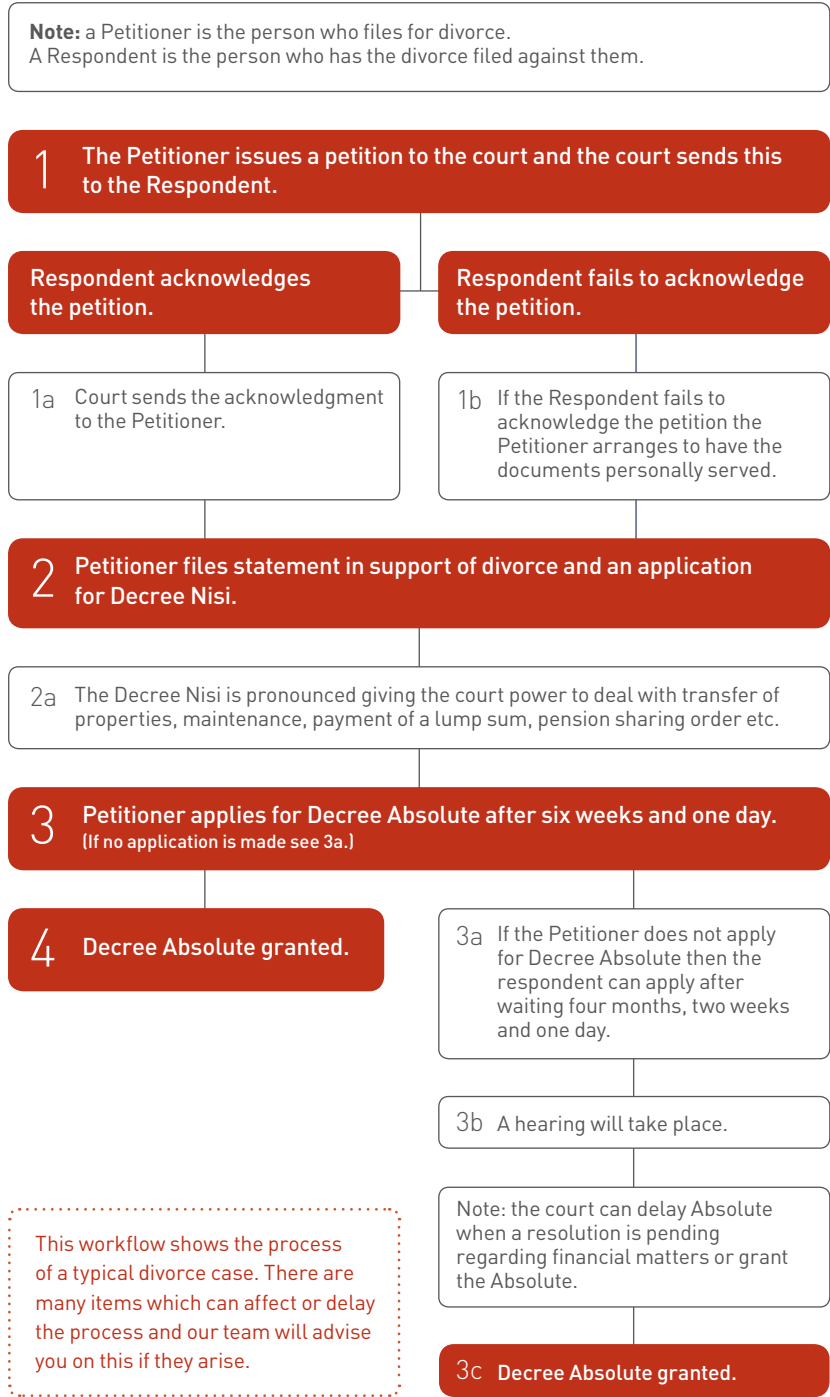 Note: a Petitioner is the person who files for divorce.
A Respondent is the person who has the divorce filed against them.
1 The Petitioner issues a petition to the court and the court sends this
to the Respondent.
Respondent acknowledges
the petition.
Respondent fails to acknowledge
the petition.
1a Court sends the acknowledgment
to the Petitioner.
1b If the Respondent fails to
acknowledge the petition the
Petitioner arranges to have the
documents personally served.
2 Petitioner files statement in support of divorce and an application
for Decree Nisi.
2a The Decree Nisi is pronounced giving the court power to deal with transfer of
properties, maintenance, payment of a lump sum, pension sharing order etc.
3 Petitioner applies for Decree Absolute after six weeks and one day.
(If no application is made see 3a.)
4 Decree Absolute granted.
3a If the Petitioner does not apply
for Decree Absolute then the
respondent can apply after
waiting four months, two weeks
and one day.
3b A hearing will take place.
Note: the court can delay Absolute
when a resolution is pending
regarding financial matters or grant
the Absolute.
3c Decree Absolute granted.
This workflow shows the process
of a typical divorce case. There are
many items which can affect or delay
the process and our team will advise
you on this if they arise.